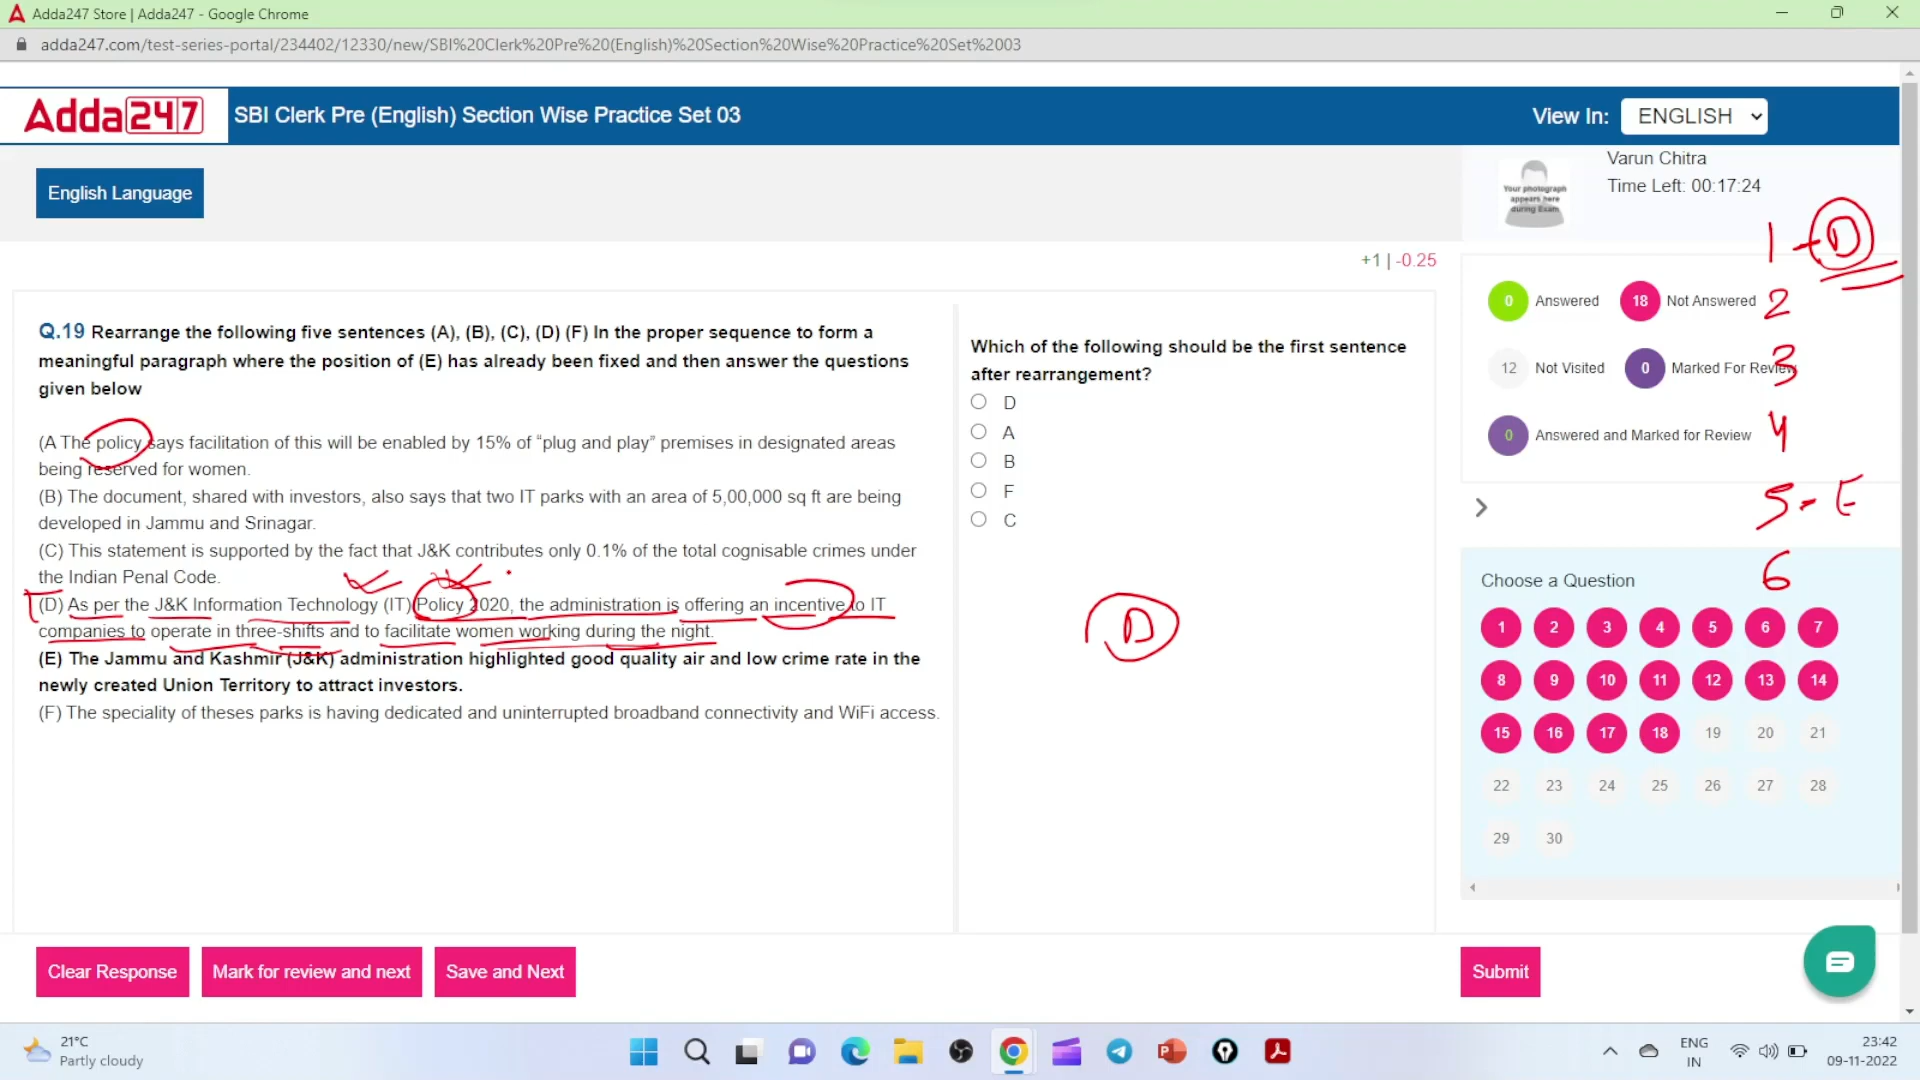 Adda247 Store | Adda247 - Google Chrome
adda247.com/test-series-portal/234402/12330/new/SBI%20Clerk%20Pre%20(English)%20Section%20Wise%20Practice%20Set%2003
Adda247
SBI Clerk Pre (English) Section Wise Practice Set 03
View In:
ENGLISH
English Language
Your photograph
appears here
during Exam
Varun Chitra
Time Left: 00:17:24
+1 | -0.25
Q.19 Rearrange the following five sentences (A), (B), (C), (D) (F) In the proper sequence to form a
meaningful paragraph where the position of (E) has already been fixed and then answer the questions
given below
(A The policy says facilitation of this will be enabled by 15% of “plug and play” premises in designated areas
being reserved for women.
(B) The document, shared with investors, also says that two IT parks with an area of 5,00,000 sq ft are being
developed in Jammu and Srinagar.
(C) This statement is supported by the fact that J&K contributes only 0.1% of the total cognisable crimes under
the Indian Penal Code.
(D) As per the J&K Information Technology (IT) Policy 2020, the administration is offering an incentive to IT
companies to operate in three-shifts and to facilitate women working during the night.
(E) The Jammu and Kashmir (J&K) administration highlighted good quality air and low crime rate in the
newly created Union Territory to attract investors.
(F) The speciality of theses parks is having dedicated and uninterrupted broadband connectivity and WiFi access.
Which of the following should be the first sentence
after rearrangement?
D
A
B
F
C
D
1 - D
2
3
4
5 - E
6
0 Answered
18 Not Answered
12 Not Visited
0 Marked For Review
0 Answered and Marked for Review
Choose a Question
1 2 3 4 5 6 7
8 9 10 11 12 13 14
15 16 17 18 19 20 21
22 23 24 25 26 27 28
29 30
Clear Response
Mark for review and next
Save and Next
Submit
21°C
Partly cloudy
ENG
IN
23:42
09-11-2022